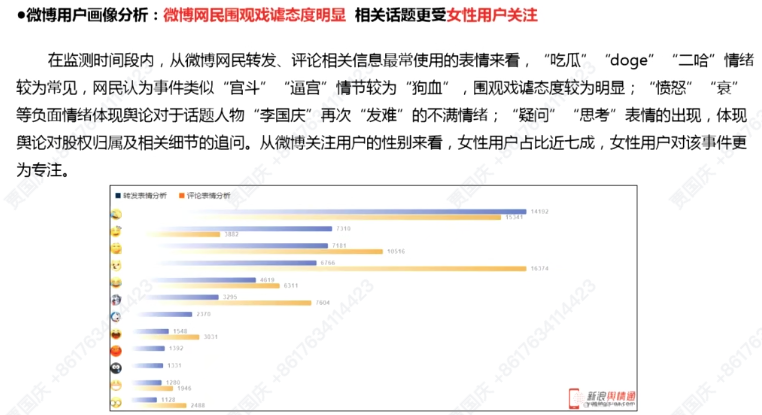 ●微博用户画像分析：微博网民围观戏谑态度明显 相关话题更受女性用户关注
在监测时间段内，从微博网民转发、评论相关信息最常使用的表情来看，“吃瓜”“doge”“二哈”情绪
较为常见，网民认为事件类似“宫斗”“逼宫”情节较为“狗血”，围观戏谑态度较为明显；“愤怒”“衰”
等负面情绪体现舆论对于话题人物“李国庆”再次“发难”的不满情绪；“疑问”“思考”表情的出现，体现
舆论对股权归属及相关细节的追问。从微博关注用户的性别来看，女性用户占比近七成，女性用户对该事件更
为专注。
转发表情分析 评论表情分析
14102
15341
7310
3882
7181
10516
6766
16374
4619
6311
3295
7604
2370
1548
3031
1392
1331
1280
1846
1122
2488
新浪舆情通
贾国庆 +8617634114423